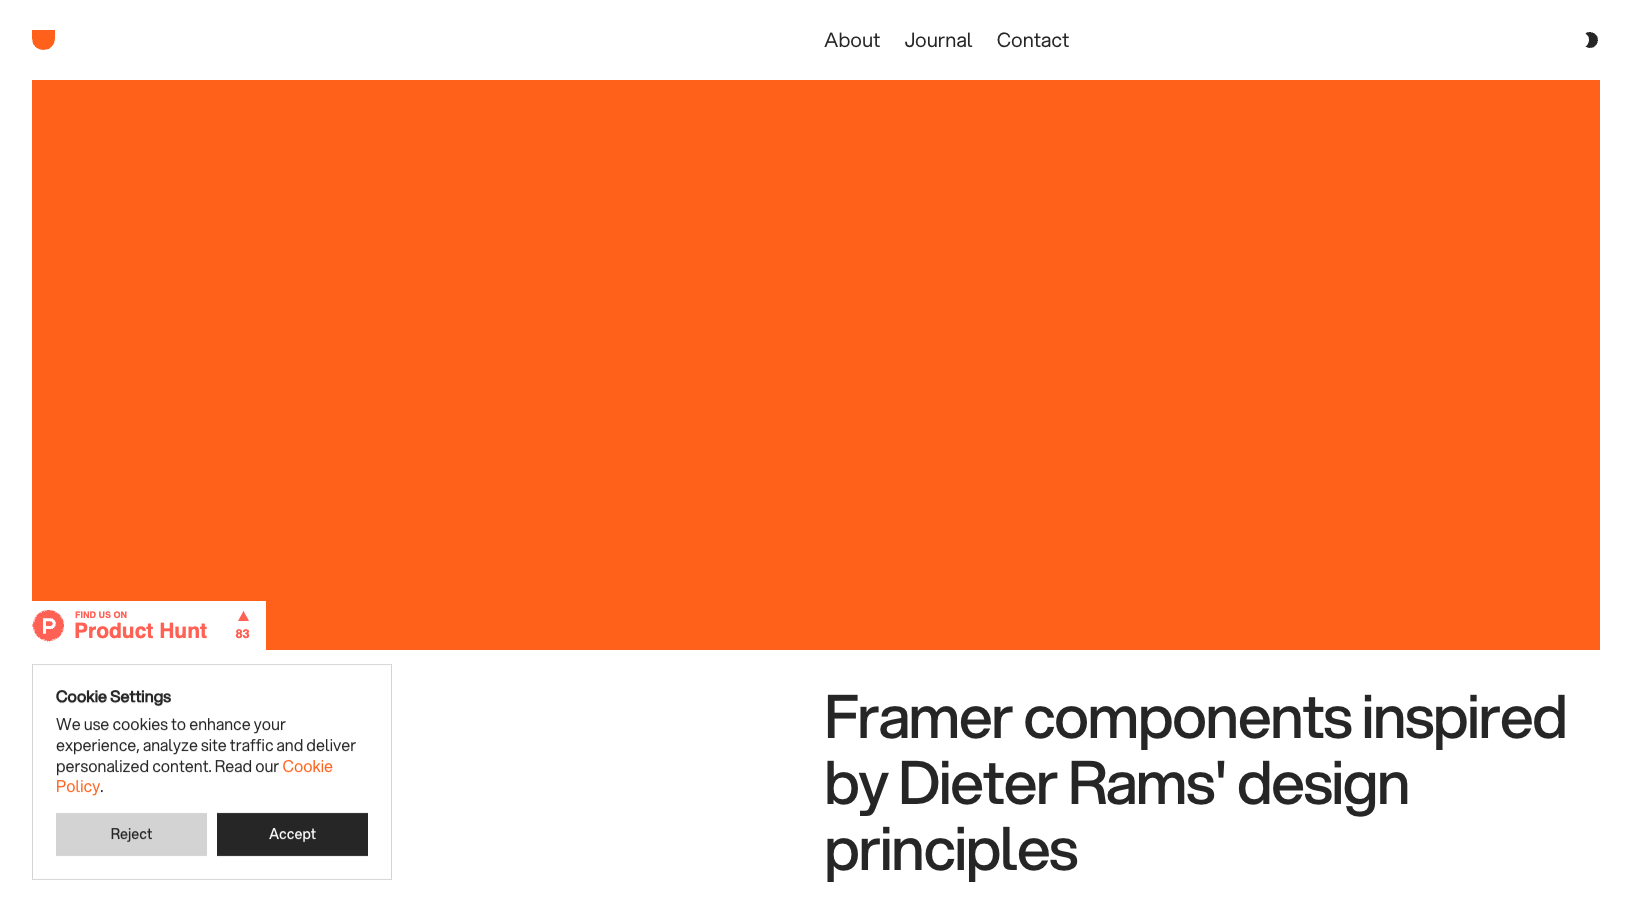 About
Journal
Contact
FIND US ON
Product Hunt
83
Cookie Settings
We use cookies to enhance your
experience, analyze site traffic and deliver
personalized content. Read our Cookie
Policy.
Reject
Accept
Framer components inspired
by Dieter Rams' design
principles